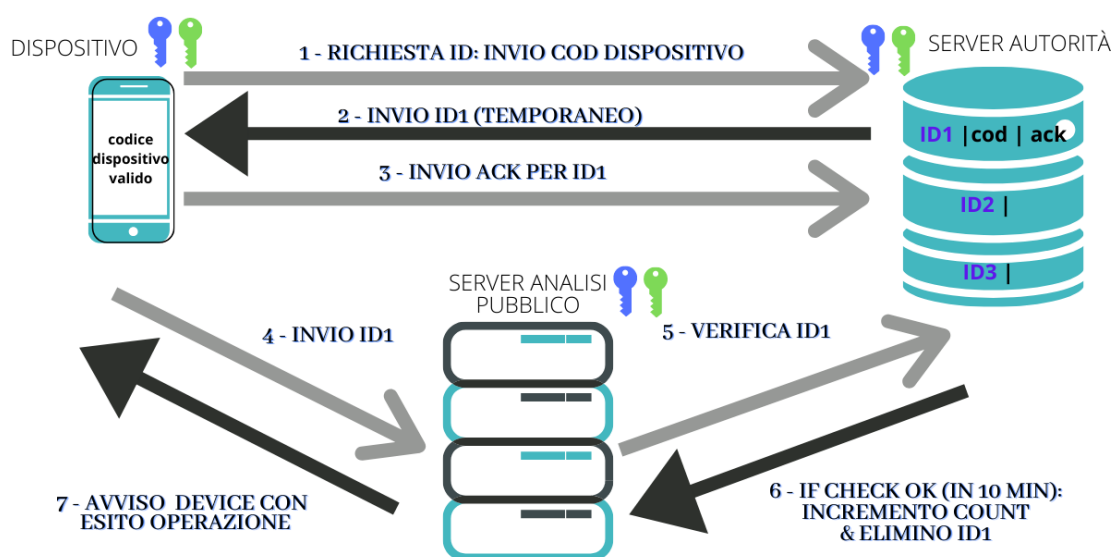 DISPOSITIVO
SERVER AUTORITÀ
1 - RICHIESTA ID: INVIO COD DISPOSITIVO
2 - INVIO ID1 (TEMPORANEO)
3 - INVIO ACK PER ID1
codice
dispositivo
valido
ID1 |cod | ack
ID2 |
ID3 |
SERVER ANALISI
PUBBLICO
4 - INVIO ID1
5 - VERIFICA ID1
7 - AVVISO DEVICE CON
ESITO OPERAZIONE
6 - IF CHECK OK (IN 10 MIN):
INCREMENTO COUNT
& ELIMINO ID1